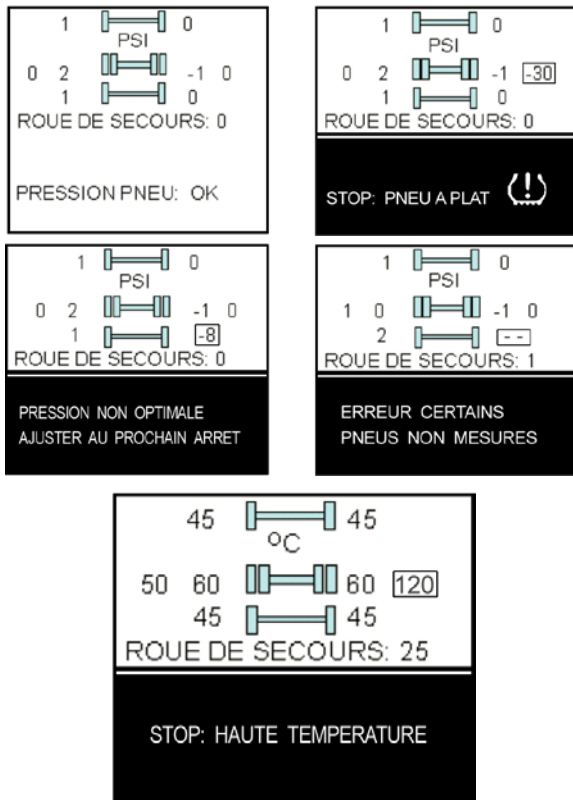 1 0
PSI
0 2 -1 0
1 0
ROUE DE SECOURS: 0
PRESSION PNEU: OK
1 0
PSI
0 2 -1 -30
1 0
ROUE DE SECOURS: 0
STOP: PNEU A PLAT (!)
1 0
PSI
0 2 -1 0
1 -8
ROUE DE SECOURS: 0
PRESSION NON OPTIMALE
AJUSTER AU PROCHAIN ARRET
1 0
PSI
1 0 -1 0
2 - -
ROUE DE SECOURS: 1
ERREUR CERTAINS
PNEUS NON MESURES
45 45
ºC
50 60 60 120
45 45
ROUE DE SECOURS: 25
STOP: HAUTE TEMPERATURE